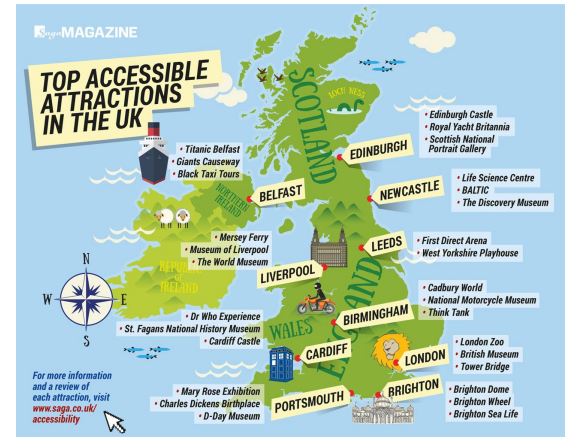 Saga MAGAZINE
TOP ACCESSIBLE
ATTRACTIONS
IN THE UK
SCOTLAND
LOCH NESS
• Edinburgh Castle
• Royal Yacht Britannia
• Scottish National
Portrait Gallery
EDINBURGH
• Titanic Belfast
• Giants Causeway
• Black Taxi Tours
NORTHERN
IRELAND
BELFAST
NEWCASTLE
• Life Science Centre
• BALTIC
• The Discovery Museum
• Mersey Ferry
• Museum of Liverpool
• The World Museum
LEEDS
• First Direct Arena
• West Yorkshire Playhouse
REPUBLIC
OF
IRELAND
LIVERPOOL
ENGLAND
N
W
E
S
• Cadbury World
• National Motorcycle Museum
• Think Tank
BIRMINGHAM
• Dr Who Experience
• St. Fagans National History Museum
• Cardiff Castle
WALES
CARDIFF
LONDON
• London Zoo
• British Museum
• Tower Bridge
For more information
and a review of
each attraction, visit
www.saga.co.uk/
accessibility
• Mary Rose Exhibition
• Charles Dickens Birthplace
• D-Day Museum
PORTSMOUTH
BRIGHTON
• Brighton Dome
• Brighton Wheel
• Brighton Sea Life